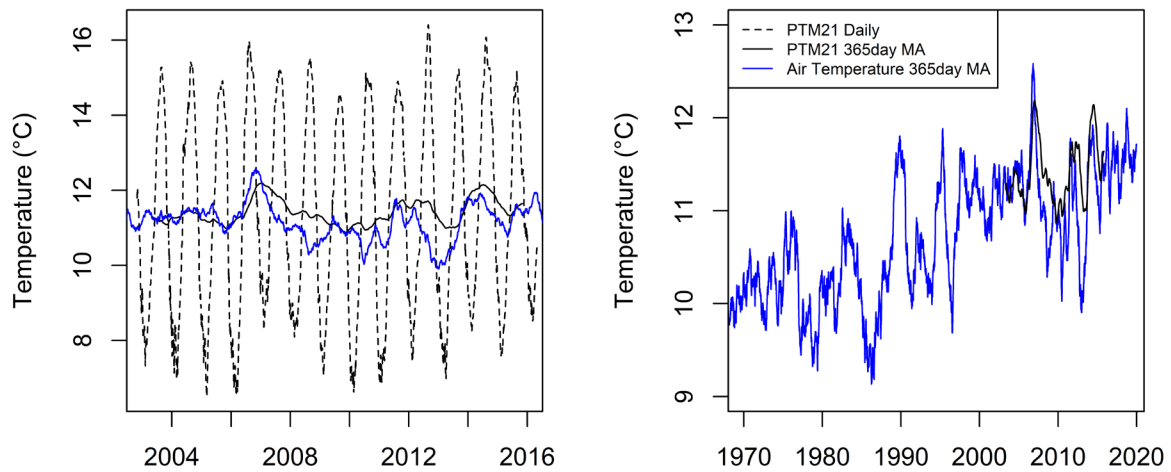 Temperature (°C)
16
14
12
10
8
2004 2008 2012 2016
Temperature (°C)
13
12
11
10
9
PTM21 Daily
PTM21 365day MA
Air Temperature 365day MA
1970 1980 1990 2000 2010 2020